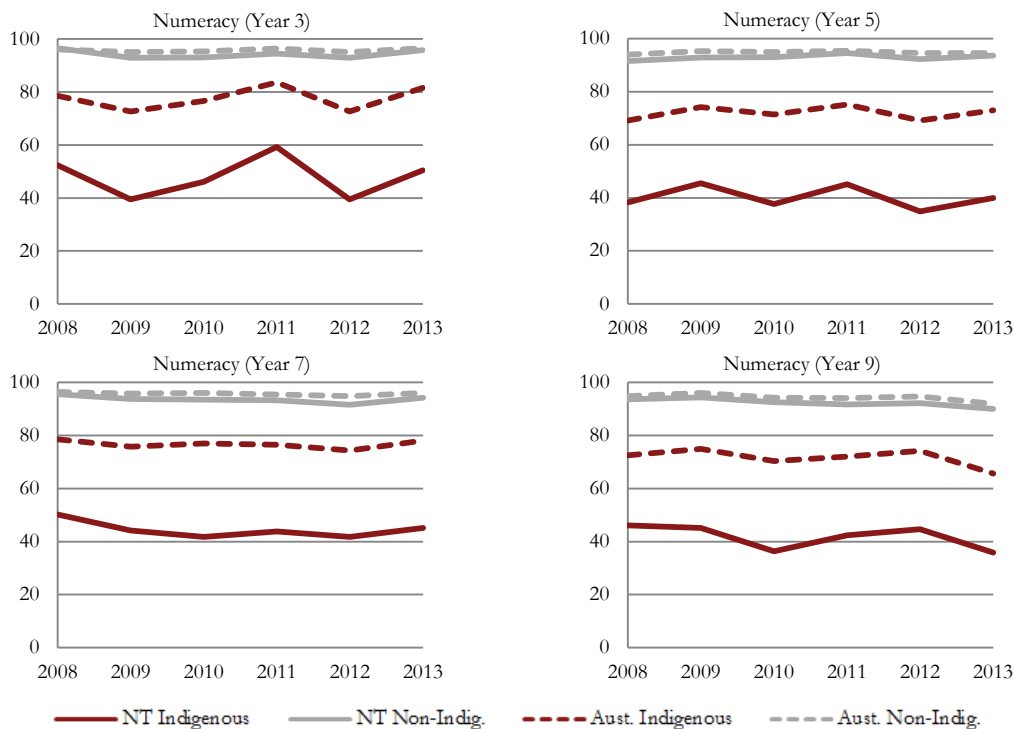 Numeracy (Year 3)
100
80
60
40
20
0
2008 2009 2010 2011 2012 2013
Numeracy (Year 5)
100
80
60
40
20
0
2008 2009 2010 2011 2012 2013
Numeracy (Year 7)
100
80
60
40
20
0
2008 2009 2010 2011 2012 2013
Numeracy (Year 9)
100
80
60
40
20
0
2008 2009 2010 2011 2012 2013
NT Indigenous NT Non-Indig. Aust. Indigenous Aust. Non-Indig.